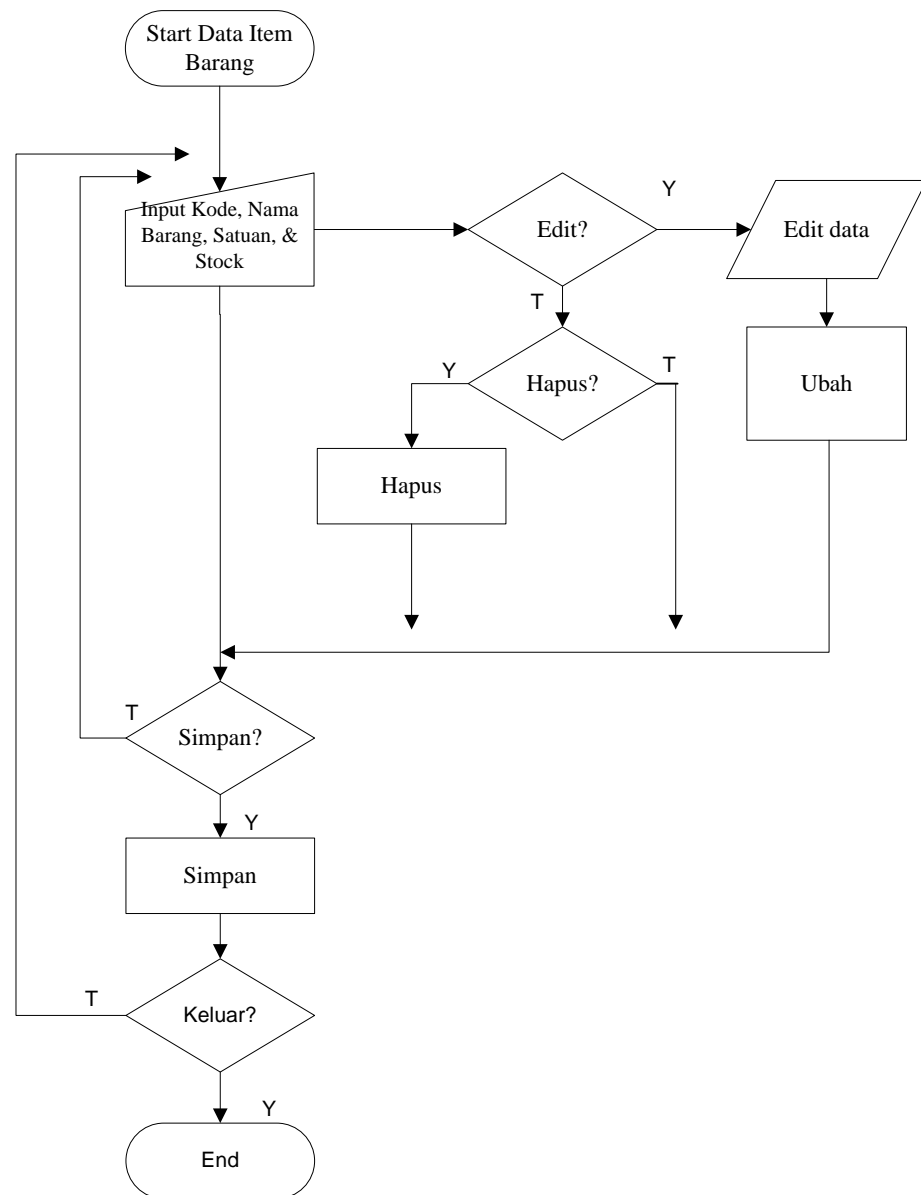 Start Data Item
Barang
Input Kode, Nama
Barang, Satuan, &
Stock
Edit?
Y
Edit data
T
Hapus?
Y
T
Ubah
Hapus
T
Simpan?
Y
Simpan
T
Keluar?
Y
End